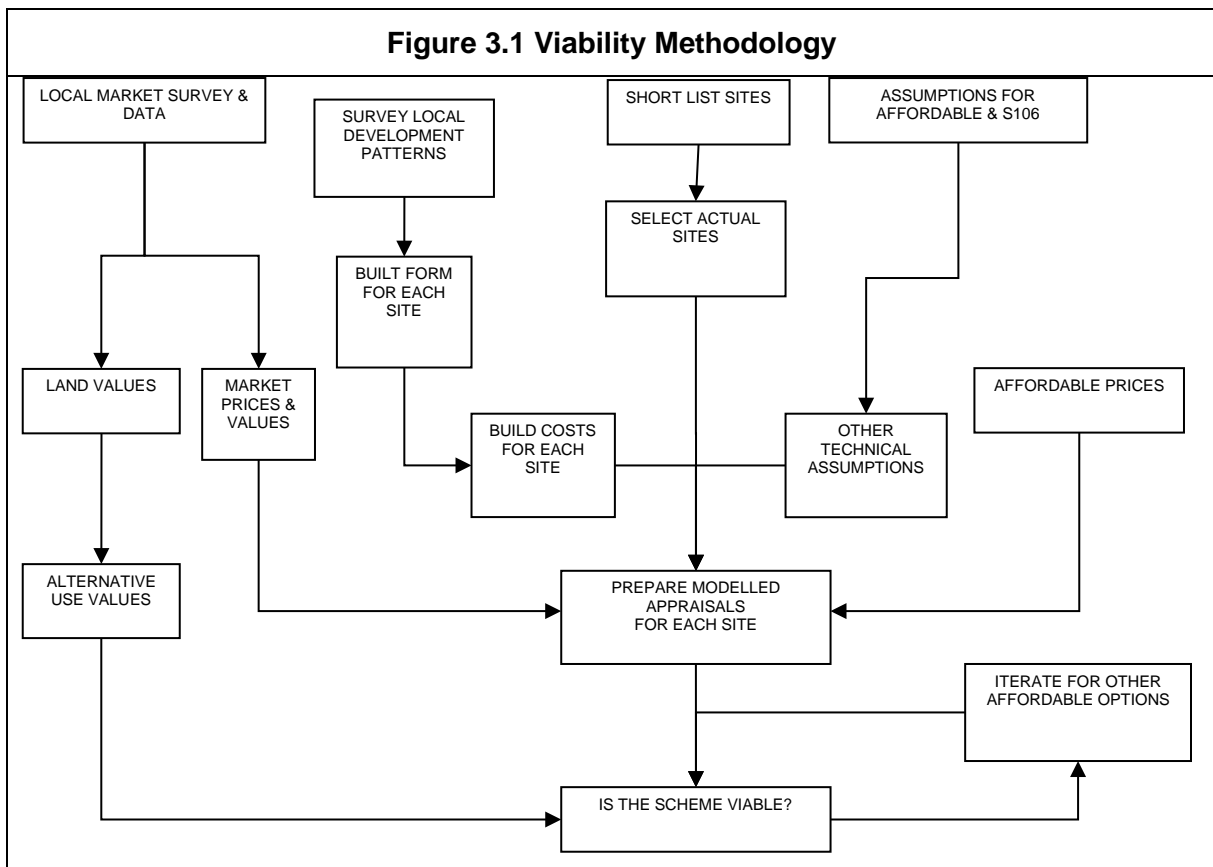 Figure 3.1 Viability Methodology
LOCAL MARKET SURVEY &
DATA
SURVEY LOCAL
DEVELOPMENT
PATTERNS
SHORT LIST SITES
ASSUMPTIONS FOR
AFFORDABLE & S106
SELECT ACTUAL
SITES
BUILT FORM
FOR EACH
SITE
LAND VALUES
MARKET
PRICES &
VALUES
AFFORDABLE PRICES
BUILD COSTS
FOR EACH
SITE
OTHER
TECHNICAL
ASSUMPTIONS
ALTERNATIVE
USE VALUES
PREPARE MODELLED
APPRAISALS
FOR EACH SITE
ITERATE FOR OTHER
AFFORDABLE OPTIONS
IS THE SCHEME VIABLE?